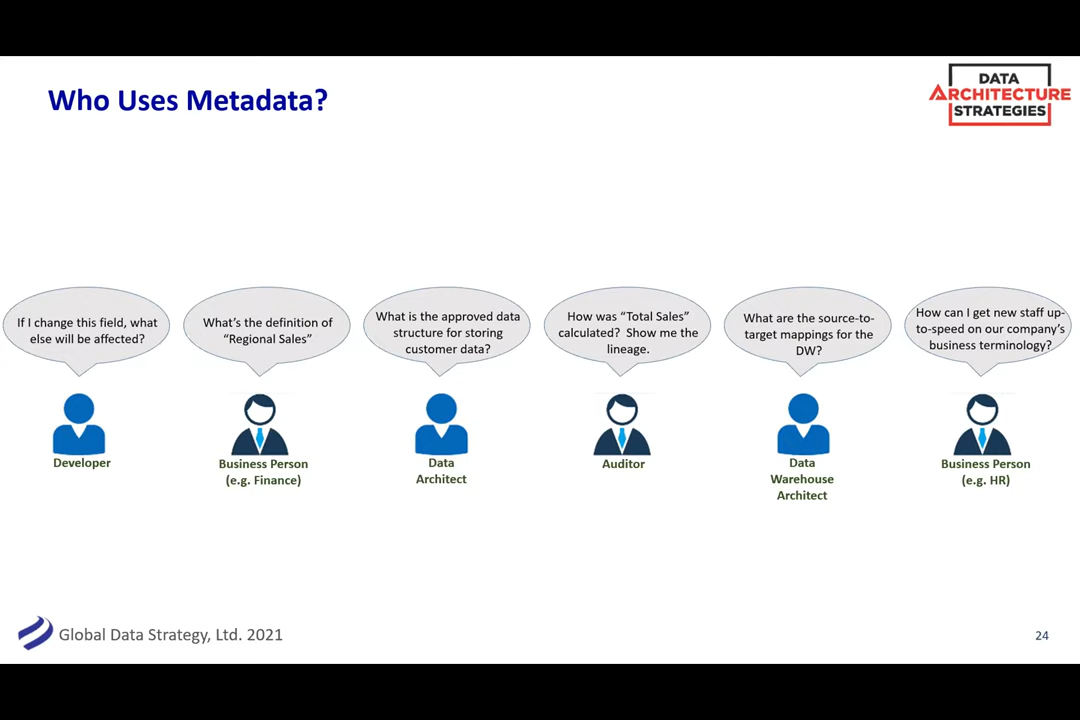 Who Uses Metadata?
DATA
ARCHITECTURE
STRATEGIES
If I change this field, what
else will be affected?
What's the definition of
“Regional Sales”
What is the approved data
structure for storing
customer data?
How was “Total Sales”
calculated? Show me the
lineage.
What are the source-to-
target mappings for the
DW?
How can I get new staff up-
to-speed on our company's
business terminology?
Developer
Business Person
(e.g. Finance)
Data
Architect
Auditor
Data
Warehouse
Architect
Business Person
(e.g. HR)
Global Data Strategy, Ltd. 2021
24